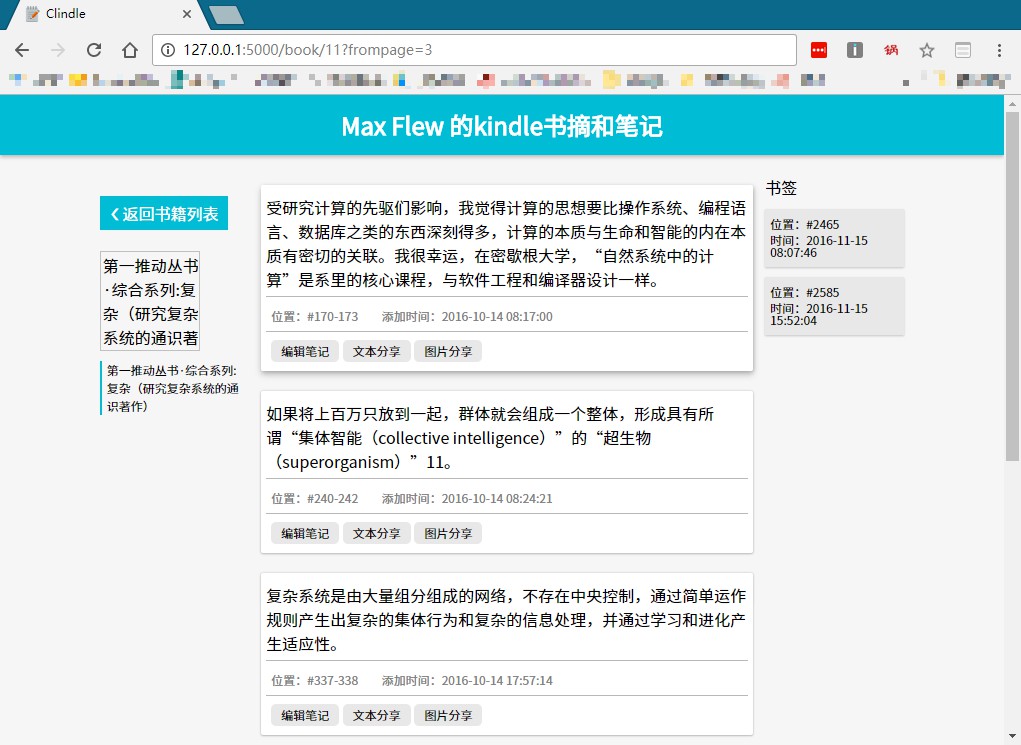 Clindle
127.0.0.1:5000/book/11?frompage=3
锅
Max Flew 的kindle书摘和笔记
返回书籍列表
第一推动丛书
·综合系列:复
杂（研究复杂
系统的通识著
第一推动丛书·综合系列:
复杂（研究复杂系统的通
识著作）
受研究计算的先驱们影响，我觉得计算的思想要比操作系统、编程语
言、数据库之类的东西深刻得多，计算的本质与生命和智能的内在本
质有密切的关联。我很幸运，在密歇根大学，“自然系统中的计
算”是系里的核心课程，与软件工程和编译器设计一样。
位置：#170-173 添加时间：2016-10-14 08:17:00
编辑笔记 文本分享 图片分享
如果将上百万只放到一起，群体就会组成一个整体，形成具有所
谓“集体智能（collective intelligence）”的“超生物
（superorganism）”11。
位置：#240-242 添加时间：2016-10-14 08:24:21
编辑笔记 文本分享 图片分享
复杂系统是由大量组分组成的网络，不存在中央控制，通过简单运作
规则产生出复杂的集体行为和复杂的信息处理，并通过学习和进化产
生适应性。
位置：#337-338 添加时间：2016-10-14 17:57:14
编辑笔记 文本分享 图片分享
书签
位置：#2465
时间：2016-11-15
08:07:46
位置：#2585
时间：2016-11-15
15:52:04